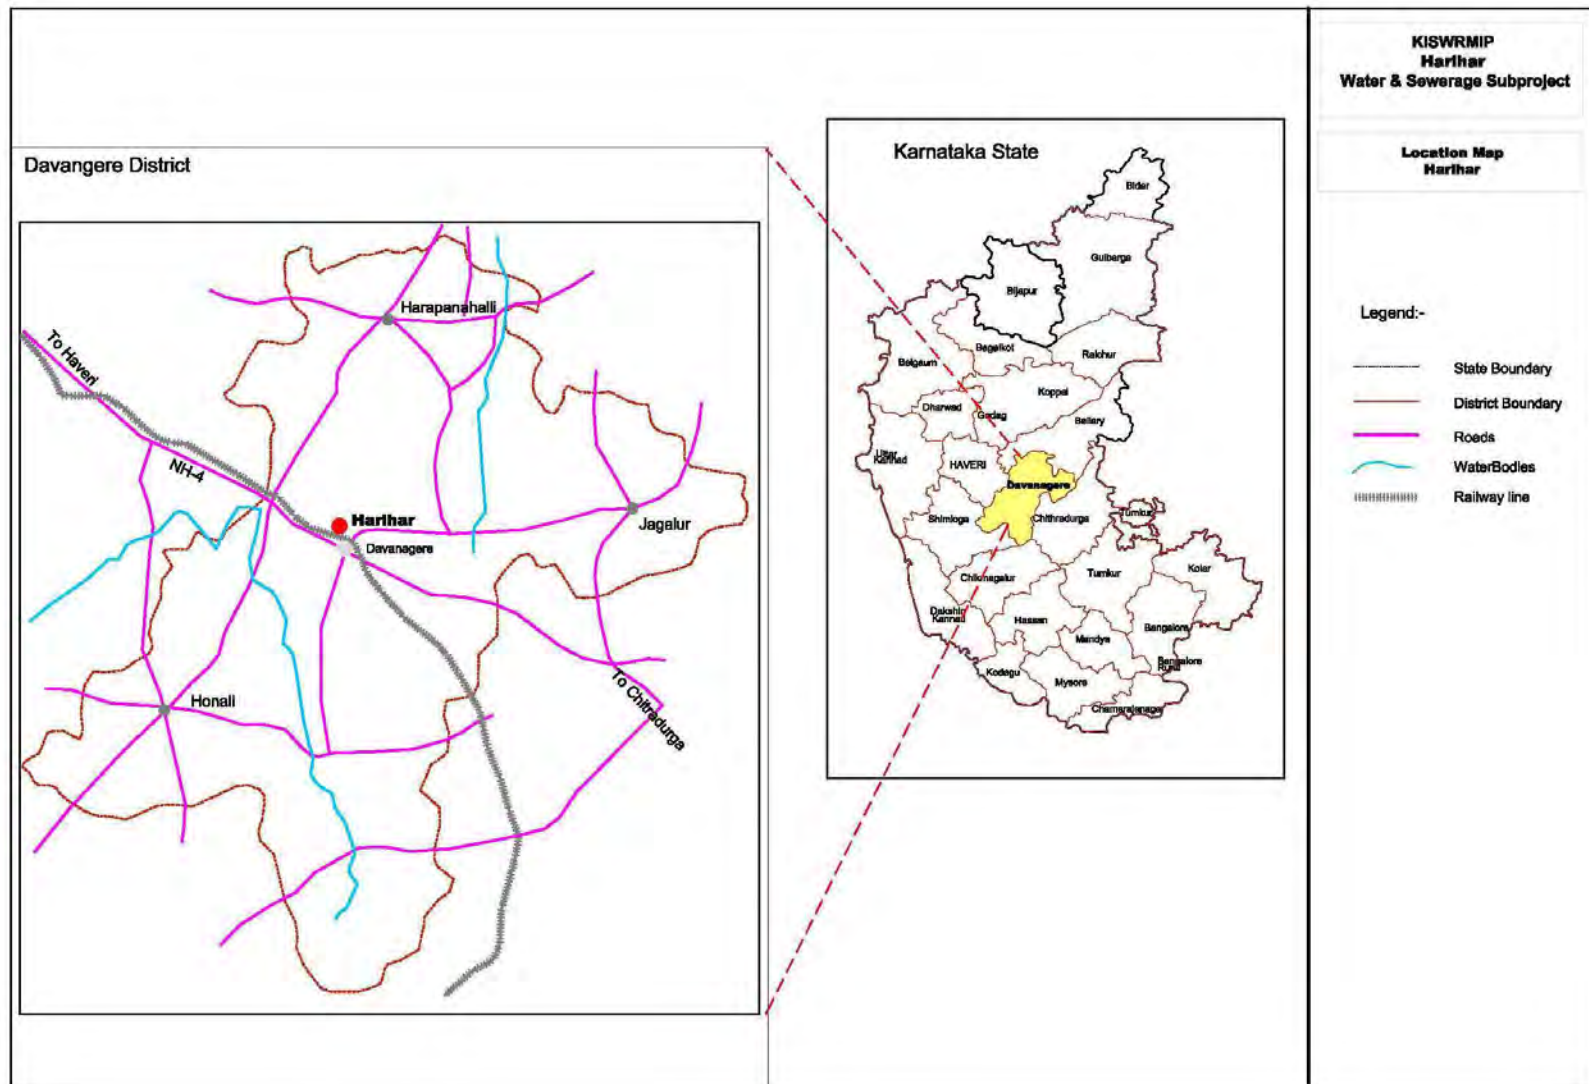 KISWRMIP
Harihar
Water & Sewerage Subproject
Location Map
Harihar
Davangere District
Harapanahalli
To Haveri
NH-4
Harihar
Davanagere
Jagalur
Honali
To Chitradurga
Karnataka State
Bider
Gulbarga
Bijapur
Bagalkot
Raichur
Belgaum
Koppal
Dharwad
Gadag
Bellary
Uttar
Kannad
HAVERI
Davanagere
Shimloga
Chithradurga
Tumkur
Chikmagalur
Tumkur
Kolar
Dakshin
Kannad
Hassan
Mandya
Bangalore
Bangalore
Rural
Kodagu
Mysore
Chamarajanagar
Legend:-
State Boundary
District Boundary
Roads
WaterBodies
Railway line